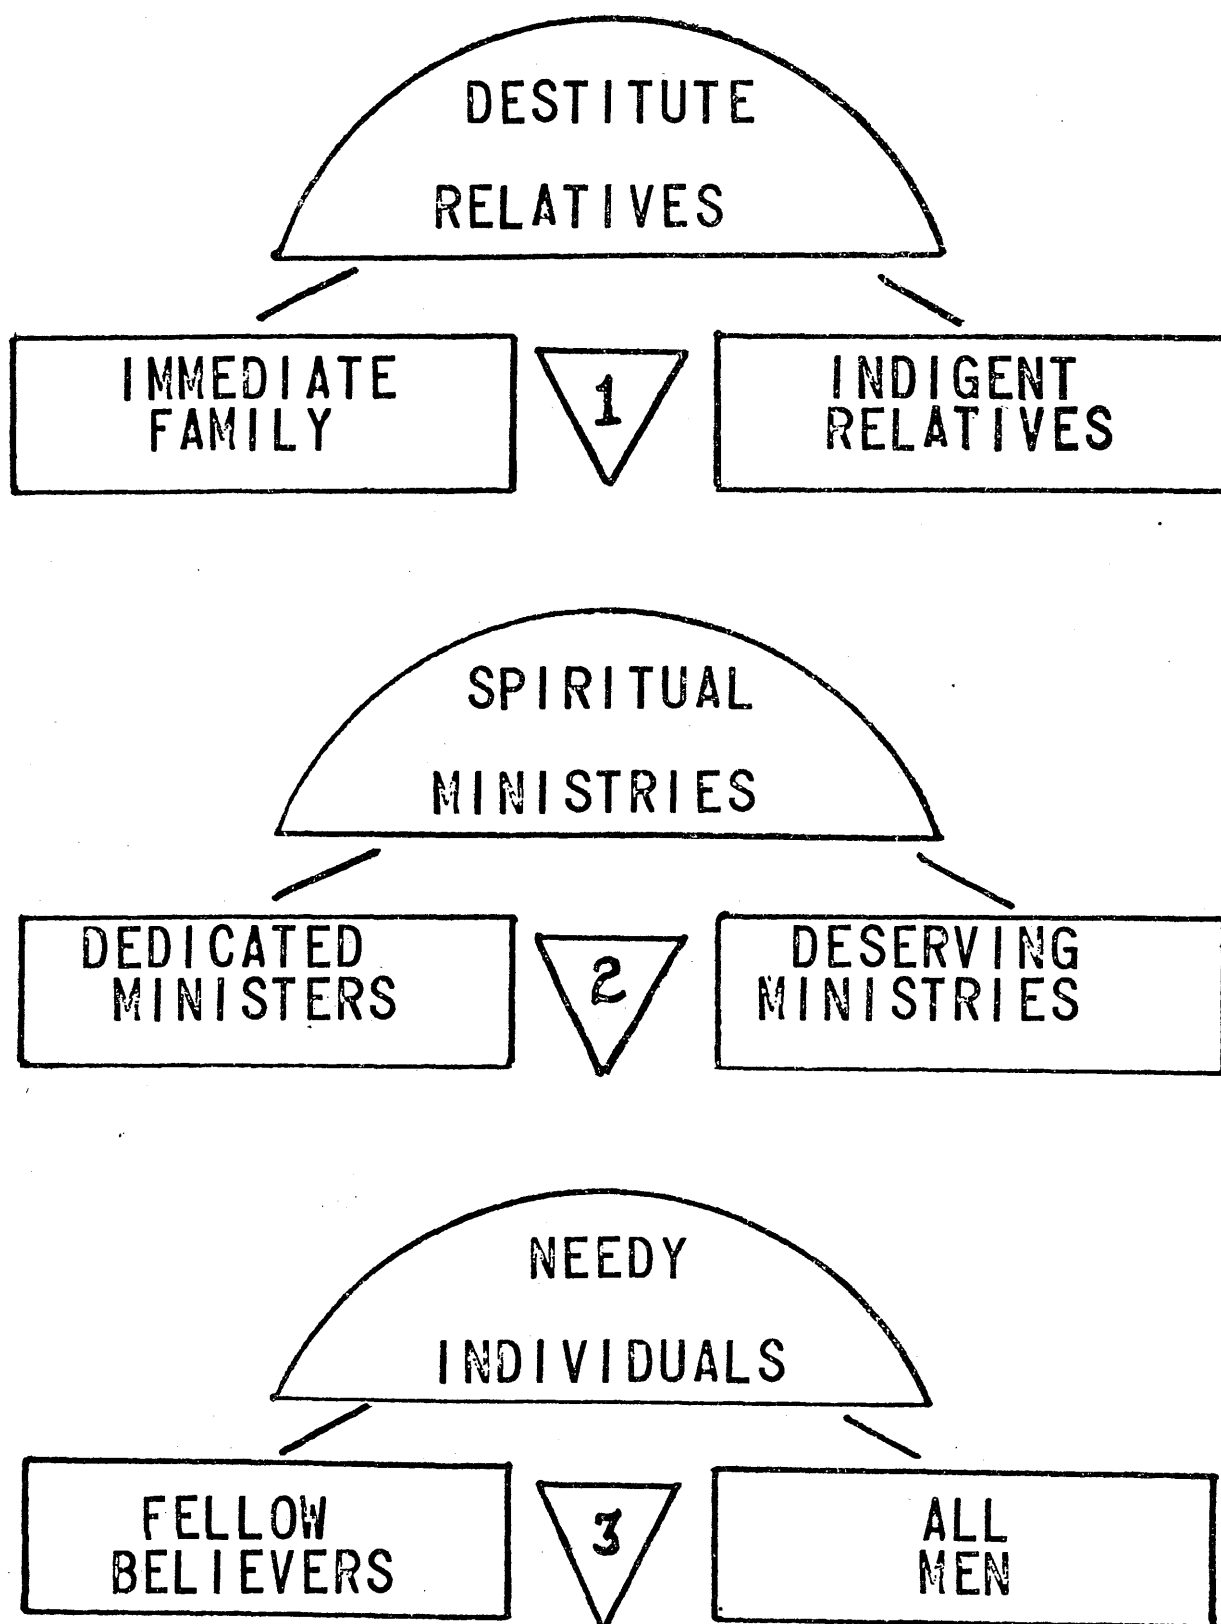 DESTITUTE
RELATIVES
IMMEDIATE
FAMILY
1
INDIGENT
RELATIVES
SPIRITUAL
MINISTRIES
DEDICATED
MINISTERS
2
DESERVING
MINISTRIES
NEEDY
INDIVIDUALS
FELLOW
BELIEVERS
3
ALL
MEN